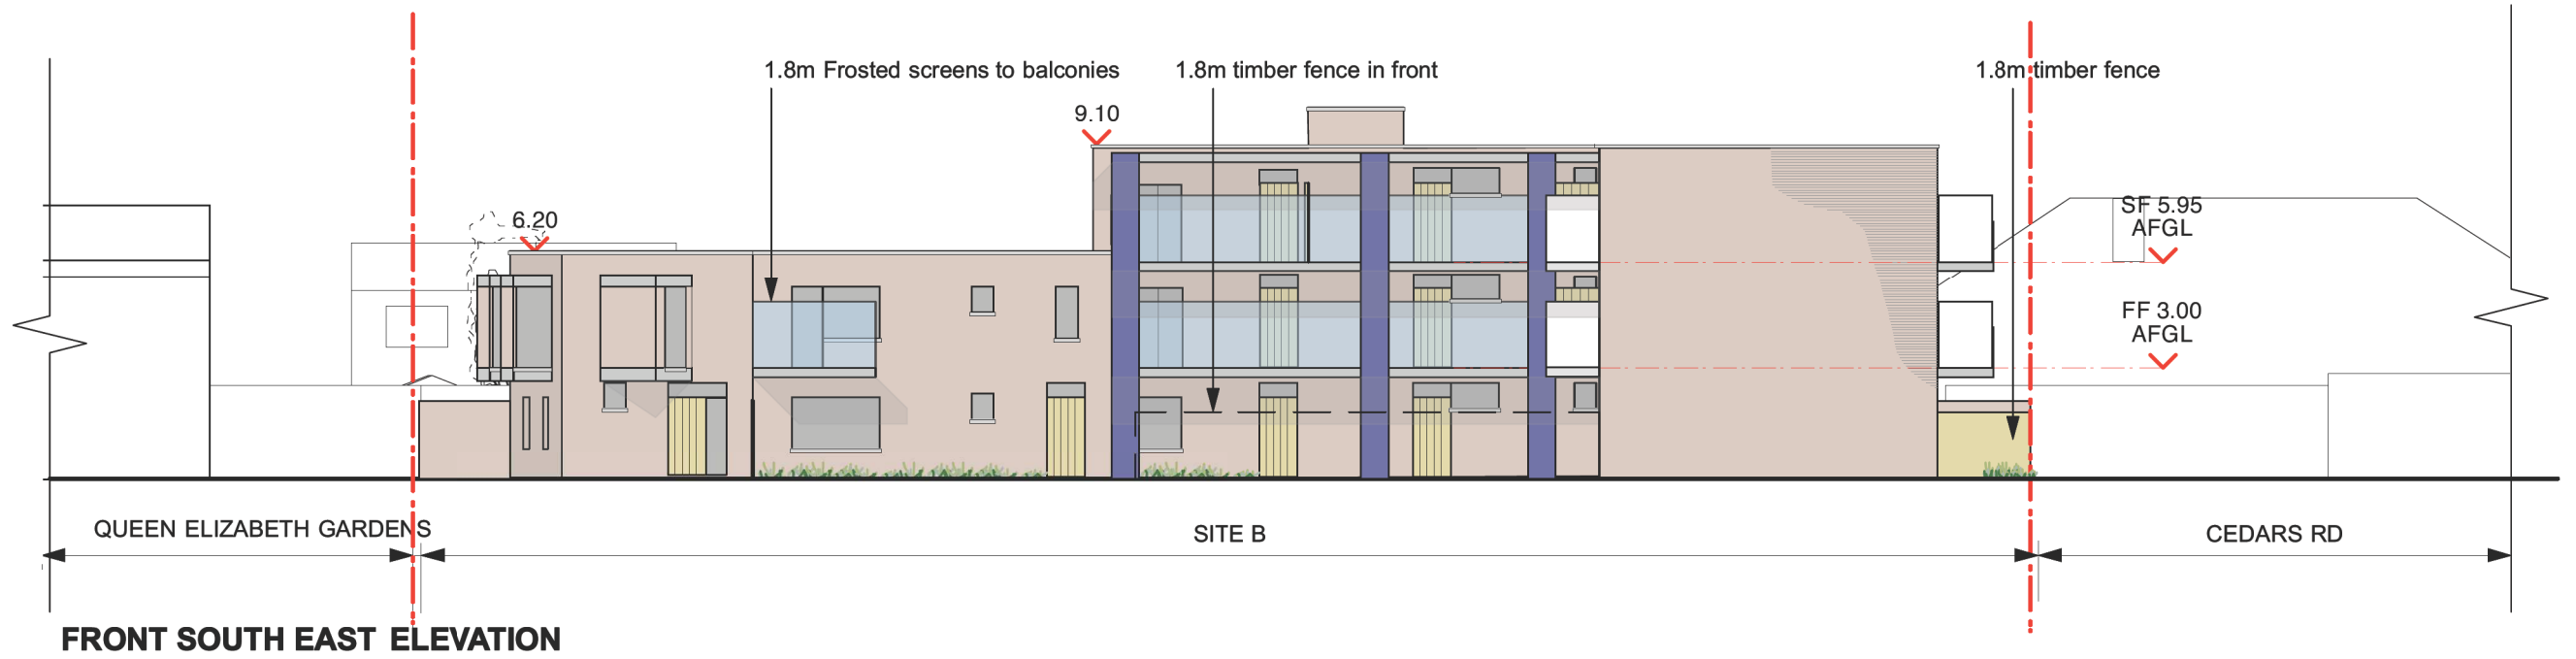 1.8m Frosted screens to balconies
1.8m timber fence in front
1.8m timber fence
9.10
6.20
SF 5.95
AFGL
FF 3.00
AFGL
QUEEN ELIZABETH GARDENS
SITE B
CEDARS RD
FRONT SOUTH EAST ELEVATION